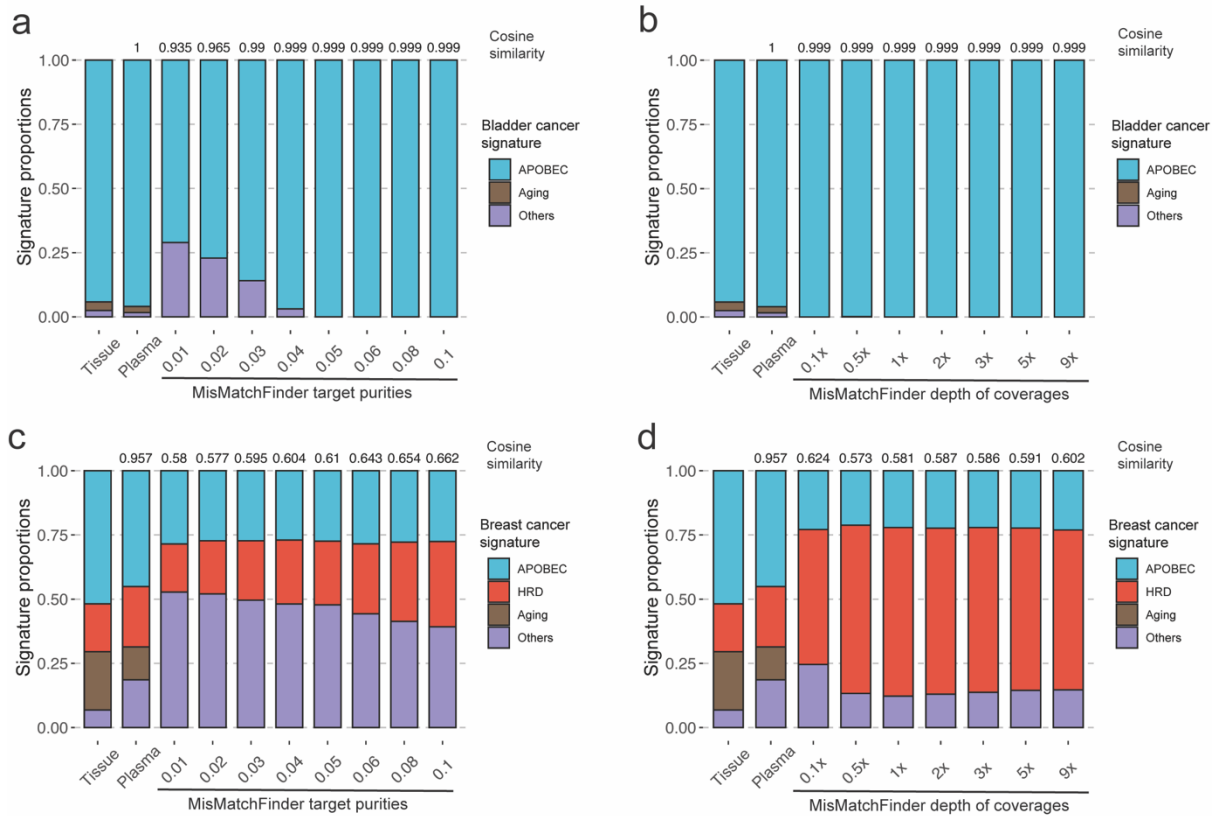 a
1 0.935 0.965 0.99 0.999 0.999 0.999 0.999 0.999
Cosine
similarity
Signature proportions
1.00
0.75
0.50
0.25
0.00
Bladder cancer
signature
APOBEC
Aging
Others
Tissue Plasma 0.01 0.02 0.03 0.04 0.05 0.06 0.08 0.1
MisMatchFinder target purities
b
1 0.999 0.999 0.999 0.999 0.999 0.999 0.999
Cosine
similarity
Signature proportions
1.00
0.75
0.50
0.25
0.00
Bladder cancer
signature
APOBEC
Aging
Others
Tissue Plasma 0.1x 0.5x 1x 2x 3x 5x 9x
MisMatchFinder depth of coverages
c
0.957 0.58 0.577 0.595 0.604 0.61 0.643 0.654 0.662
Cosine
similarity
Signature proportions
1.00
0.75
0.50
0.25
0.00
Breast cancer
signature
APOBEC
HRD
Aging
Others
Tissue Plasma 0.01 0.02 0.03 0.04 0.05 0.06 0.08 0.1
MisMatchFinder target purities
d
0.957 0.624 0.573 0.581 0.587 0.586 0.591 0.602
Cosine
similarity
Signature proportions
1.00
0.75
0.50
0.25
0.00
Breast cancer
signature
APOBEC
HRD
Aging
Others
Tissue Plasma 0.1x 0.5x 1x 2x 3x 5x 9x
MisMatchFinder depth of coverages